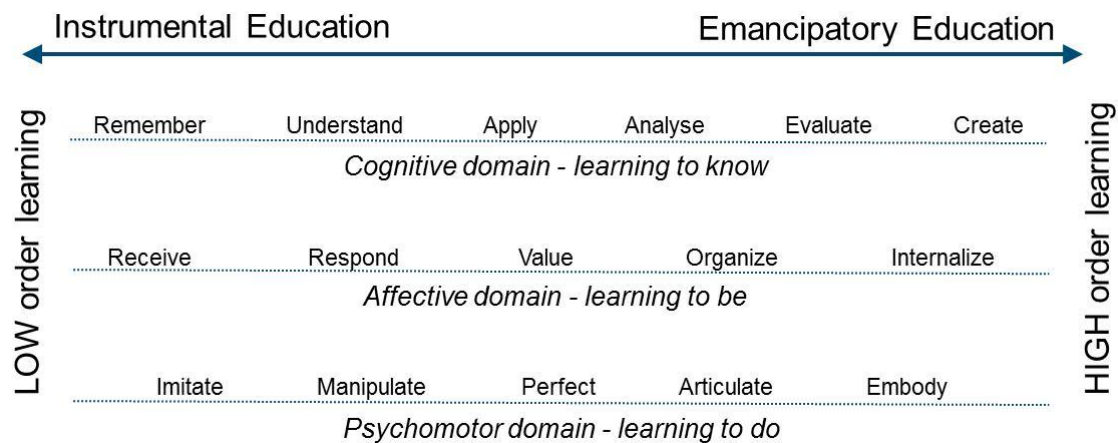 Instrumental Education Emancipatory Education
LOW order learning
Remember Understand Apply Analyse Evaluate Create
Cognitive domain - learning to know
Receive Respond Value Organize Internalize
Affective domain - learning to be
Imitate Manipulate Perfect Articulate Embody
Psychomotor domain - learning to do
HIGH order learning